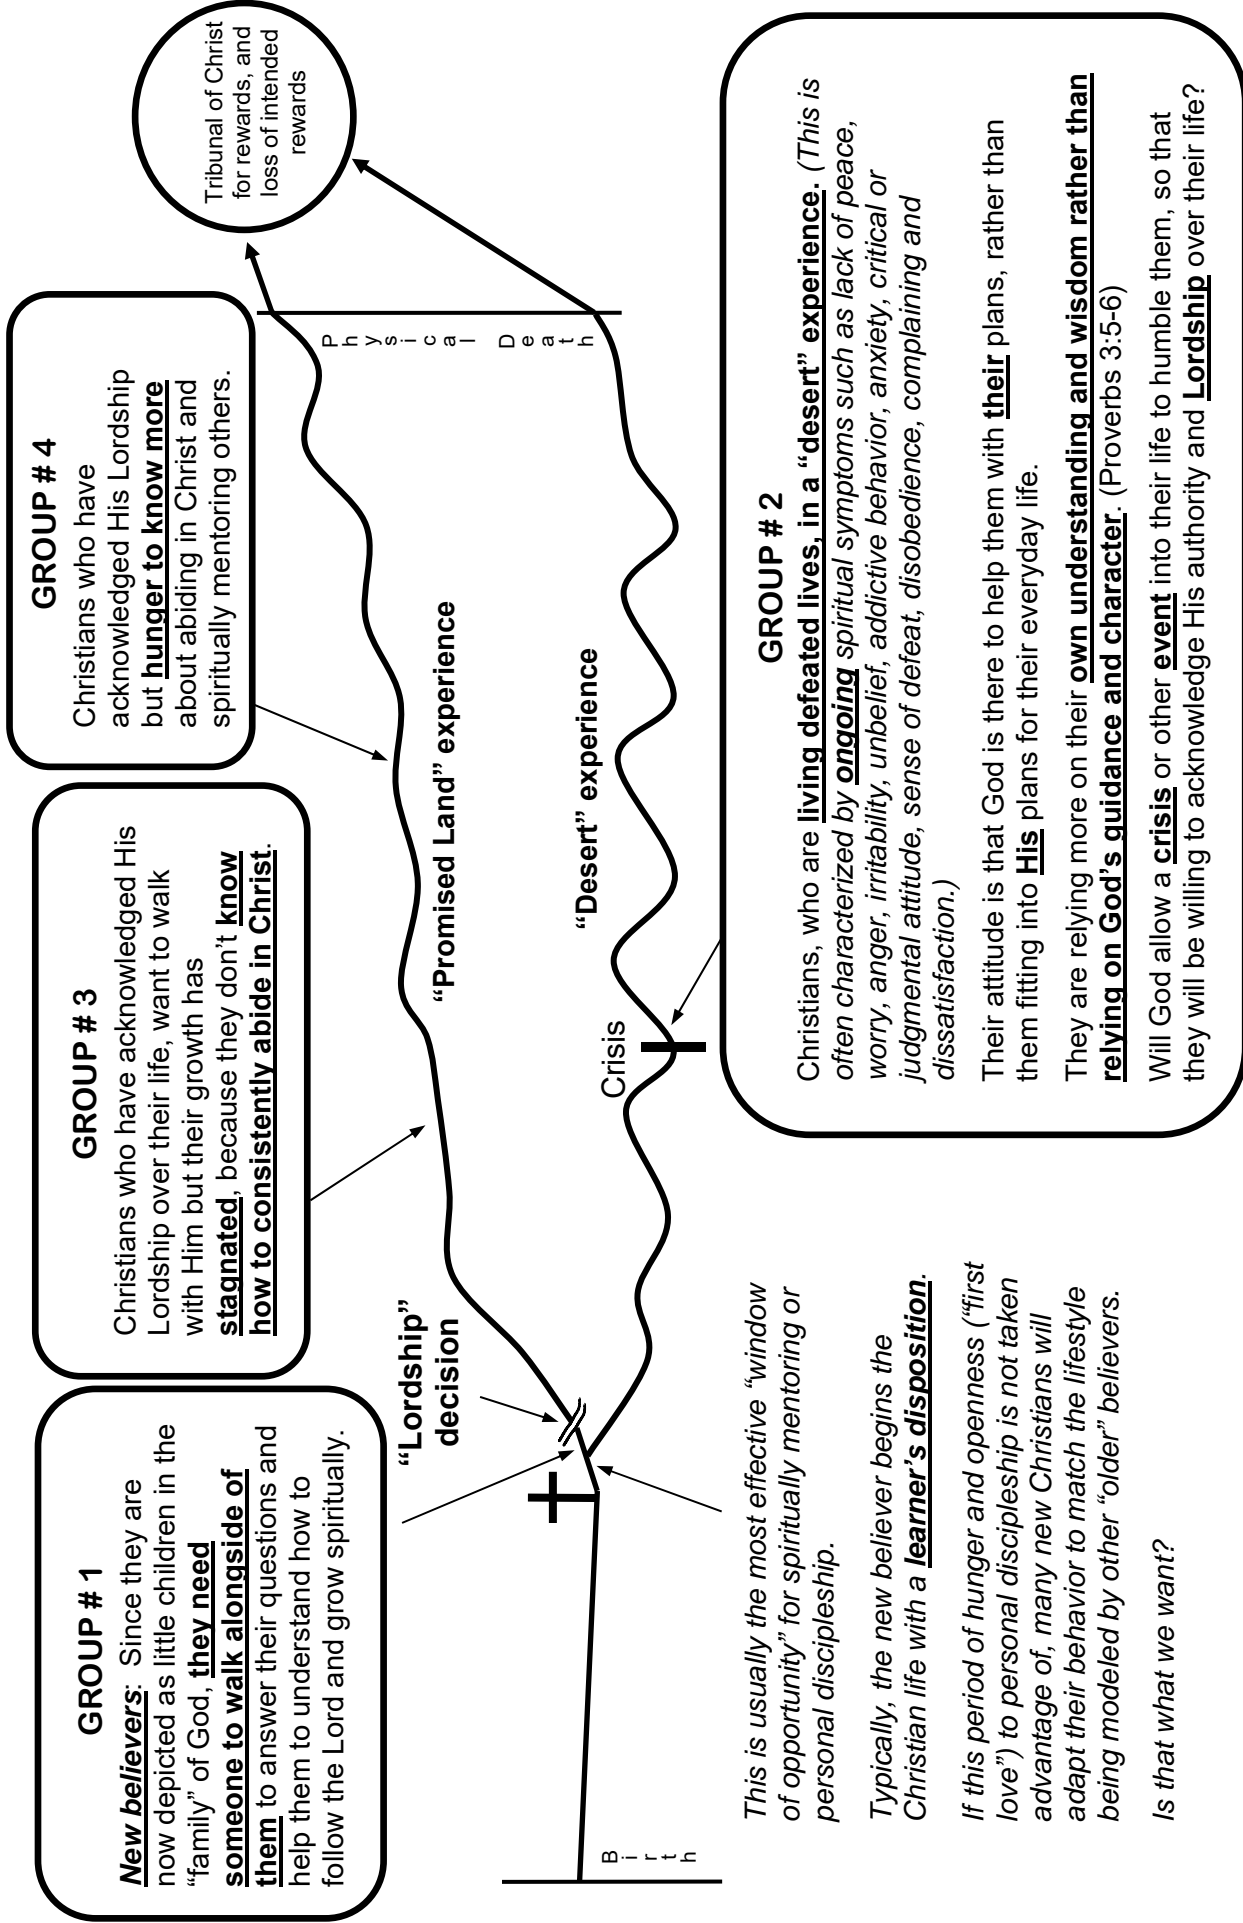 GROUP # 1
New believers:  Since they are
now depicted as little children in the
“family” of God, they need
someone to walk alongside of
them to answer their questions and
help them to understand how to
follow the Lord and grow spiritually.
GROUP # 3
Christians who have acknowledged His
Lordship over their life, want to walk
with Him but their growth has
stagnated, because they don’t know
how to consistently abide in Christ.
GROUP # 4
Christians who have
acknowledged His Lordship
but hunger to know more
about abiding in Christ and
spiritually mentoring others.
Tribunal of Christ
for rewards, and
loss of intended
rewards
“Lordship”
decision
“Promised Land” experience
“Desert” experience
Physical Death
Crisis
Birth
This is usually the most effective “window
of opportunity” for spiritually mentoring or
personal discipleship.
Typically, the new believer begins the
Christian life with a learner’s disposition.
If this period of hunger and openness (“first
love”) to personal discipleship is not taken
advantage of, many new Christians will
adapt their behavior to match the lifestyle
being modeled by other “older” believers.
Is that what we want?
GROUP # 2
Christians, who are living defeated lives, in a “desert” experience. (This is
often characterized by ongoing spiritual symptoms such as lack of peace,
worry, anger, irritability, unbelief, addictive behavior, anxiety, critical or
judgmental attitude, sense of defeat, disobedience, complaining and
dissatisfaction.)
Their attitude is that God is there to help them with their plans, rather than
them fitting into His plans for their everyday life.
They are relying more on their own understanding and wisdom rather than
relying on God’s guidance and character. (Proverbs 3:5-6)
Will God allow a crisis or other event into their life to humble them, so that
they will be willing to acknowledge His authority and Lordship over their life?